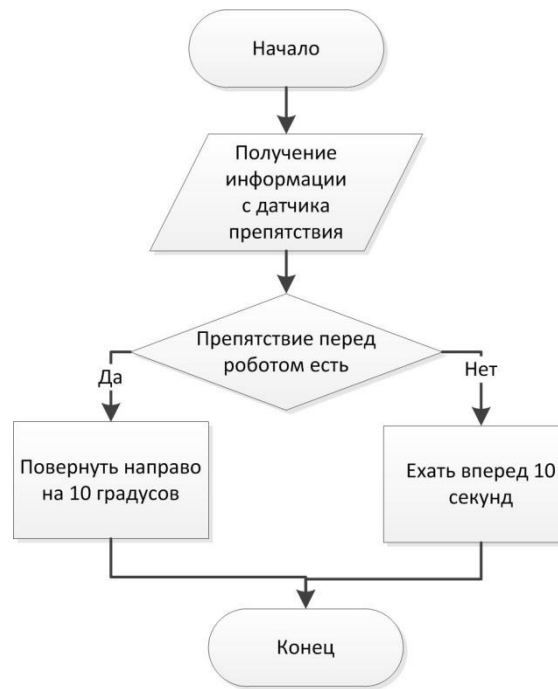 Начало
Получение
информации
с датчика
препятствия
Препятствие перед
роботом есть
Да
Нет
Повернуть направо
на 10 градусов
Ехать вперед 10
секунд
Конец